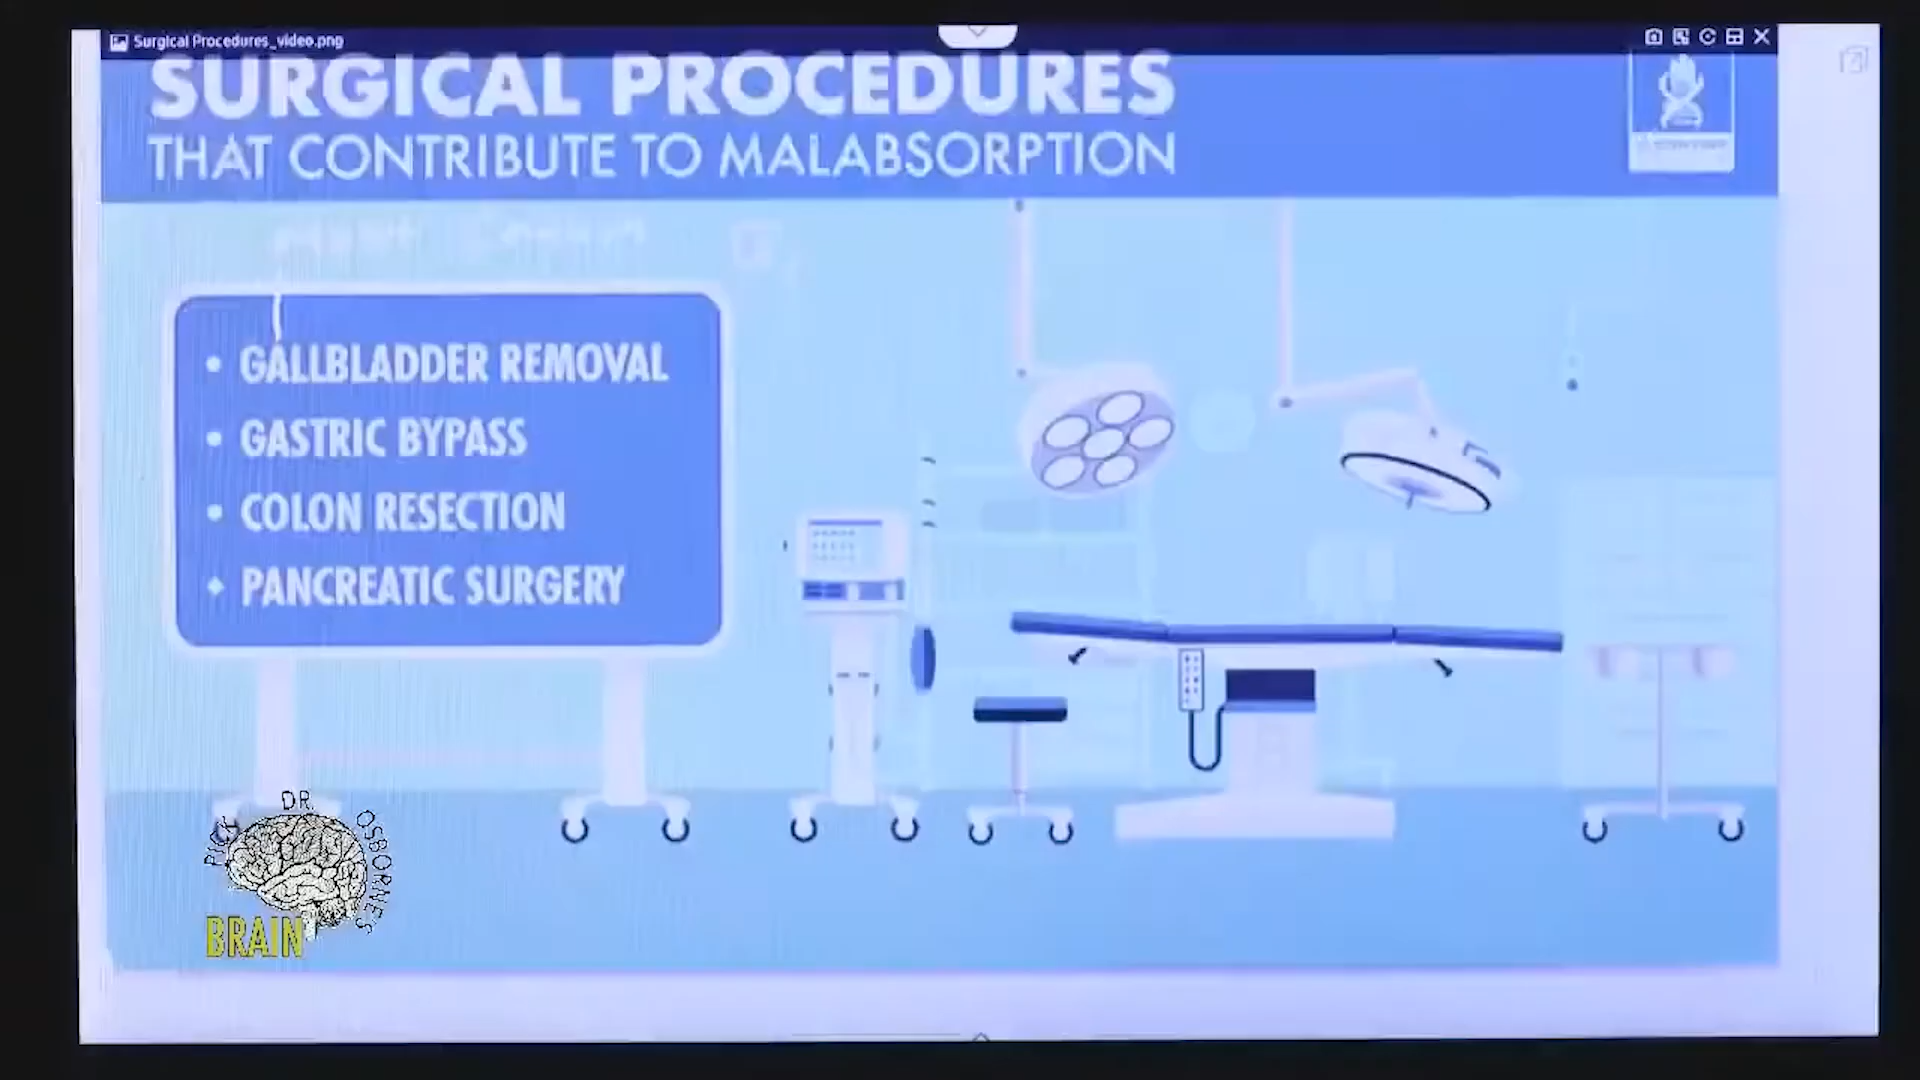 Surgical Procedures_video.png
SURGICAL PROCEDURES
THAT CONTRIBUTE TO MALABSORPTION
• GALLBLADDER REMOVAL
• GASTRIC BYPASS
• COLON RESECTION
• PANCREATIC SURGERY
PICK
DR.
OSBORNE'S
BRAIN